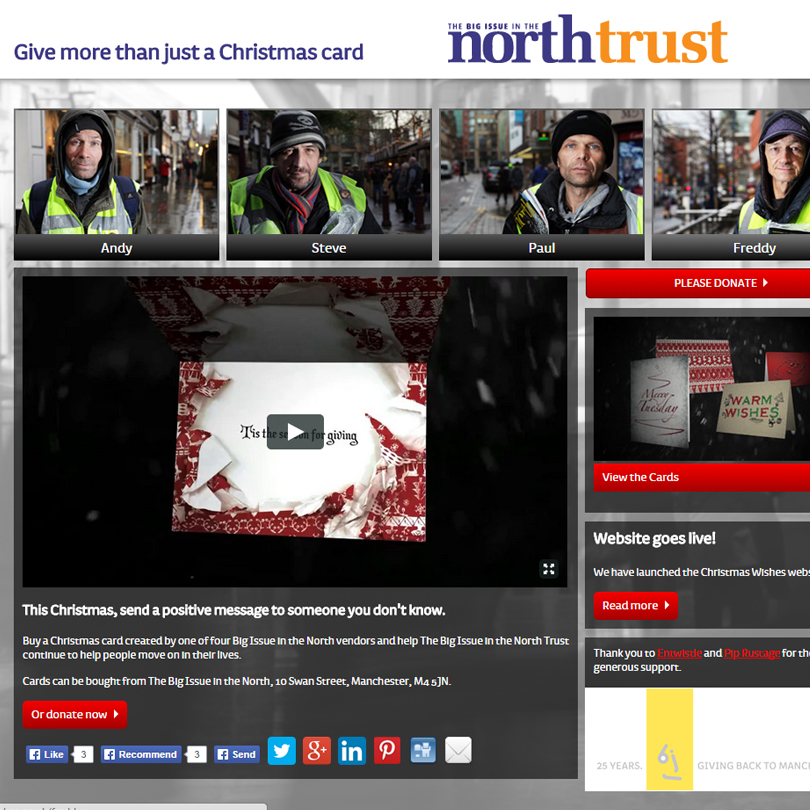 Give more than just a Christmas card
THE BIG ISSUE IN THE
northtrust
Andy
Steve
Paul
Freddy
PLEASE DONATE
'Tis the season for giving
Merry
Tuesday
WARM
WISHES
View the Cards
Website goes live!
We have launched the Christmas Wishes webs
Read more
Thank you to Entwistle and Pip Rustage for the
generous support.
25 YEARS.
GIVING BACK TO MANCH
This Christmas, send a positive message to someone you don't know.
Buy a Christmas card created by one of four Big Issue in the North vendors and help The Big Issue in the North Trust
continue to help people move on in their lives.
Cards can be bought from The Big Issue in the North, 10 Swan Street, Manchester, M4 5JN.
Or donate now
Like
3
Recommend
3
Send